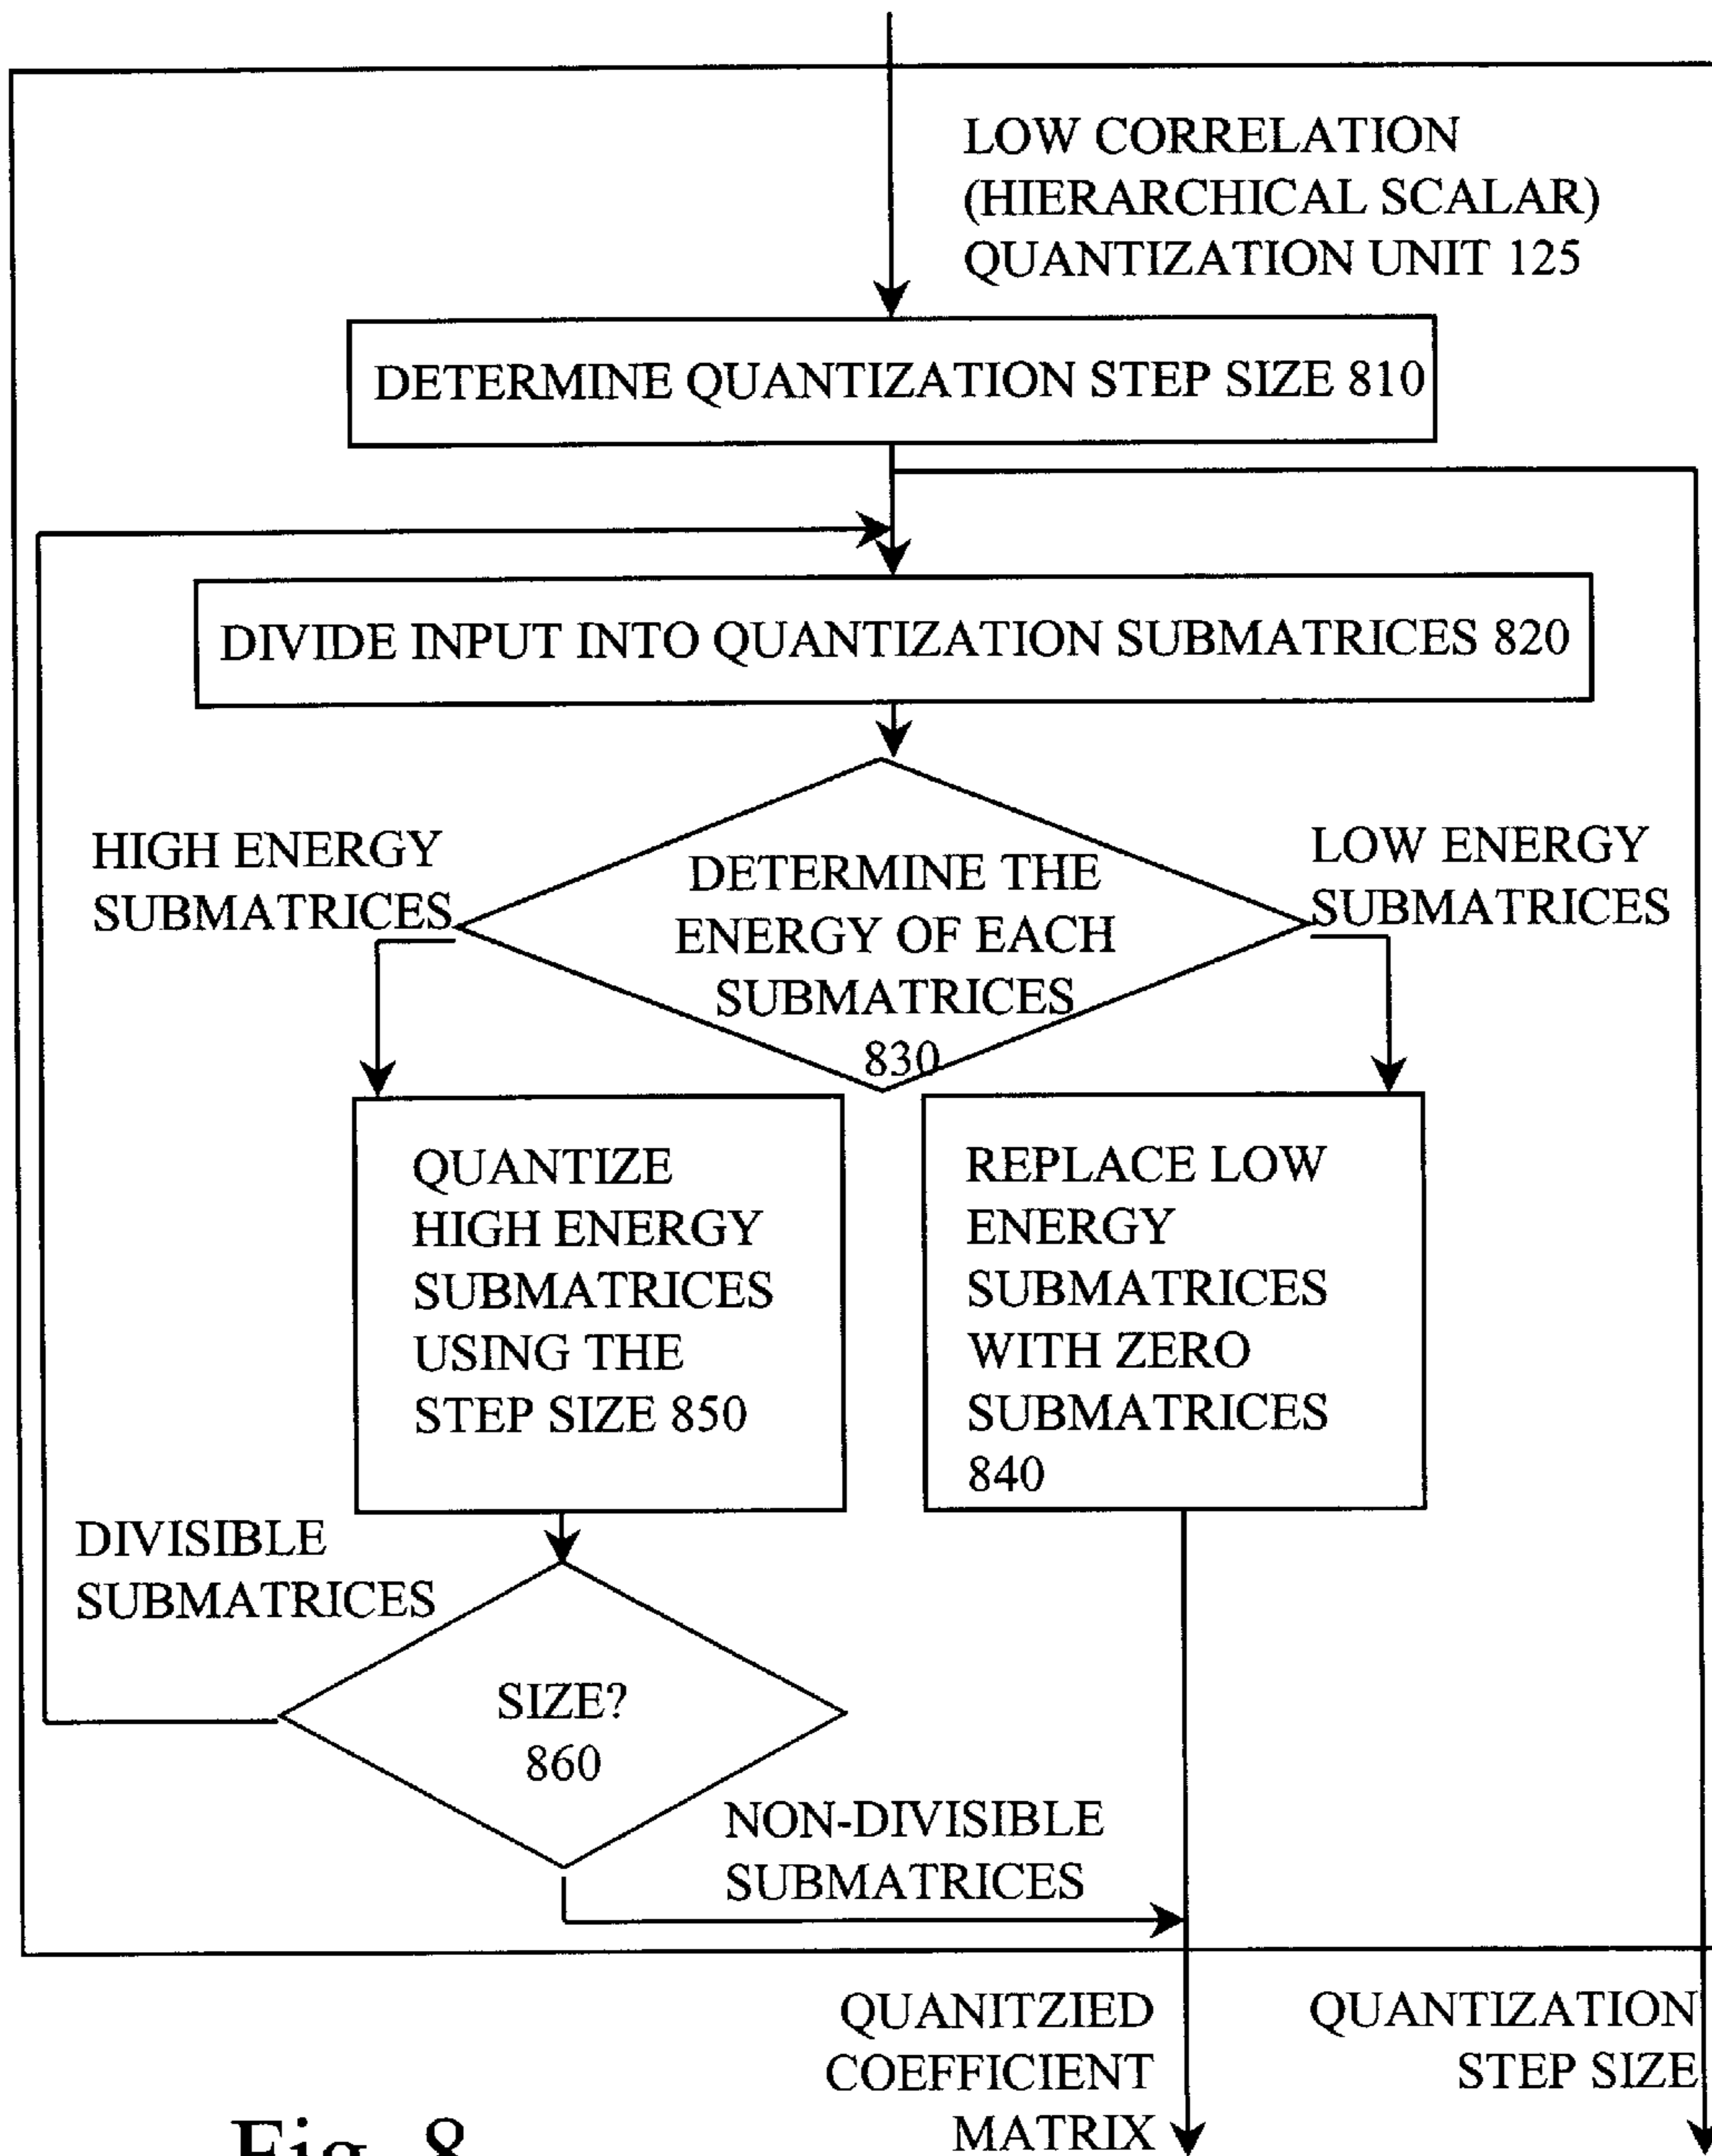 LOW CORRELATION
(HIERARCHICAL SCALAR)
QUANTIZATION UNIT 125
DETERMINE QUANTIZATION STEP SIZE 810
DIVIDE INPUT INTO QUANTIZATION SUBMATRICES 820
HIGH ENERGY
SUBMATRICES
DETERMINE THE
ENERGY OF EACH
SUBMATRICES
830
LOW ENERGY
SUBMATRICES
QUANTIZE
HIGH ENERGY
SUBMATRICES
USING THE
STEP SIZE 850
REPLACE LOW
ENERGY
SUBMATRICES
WITH ZERO
SUBMATRICES
840
DIVISIBLE
SUBMATRICES
SIZE?
860
NON-DIVISIBLE
SUBMATRICES
QUANITZIED
COEFFICIENT
MATRIX
QUANTIZATION
STEP SIZE
Fig. 8